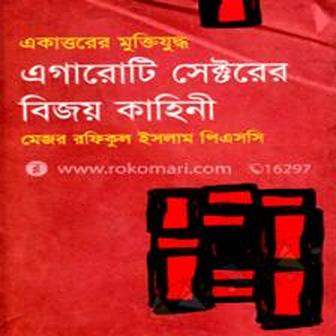 একাত্তরের মুক্তিযুদ্ধ
এগারোটি সেক্টরের
বিজয় কাহিনী
মেজর রফিকুল ইসলাম পিএসসি
www.rokomari.com 16297